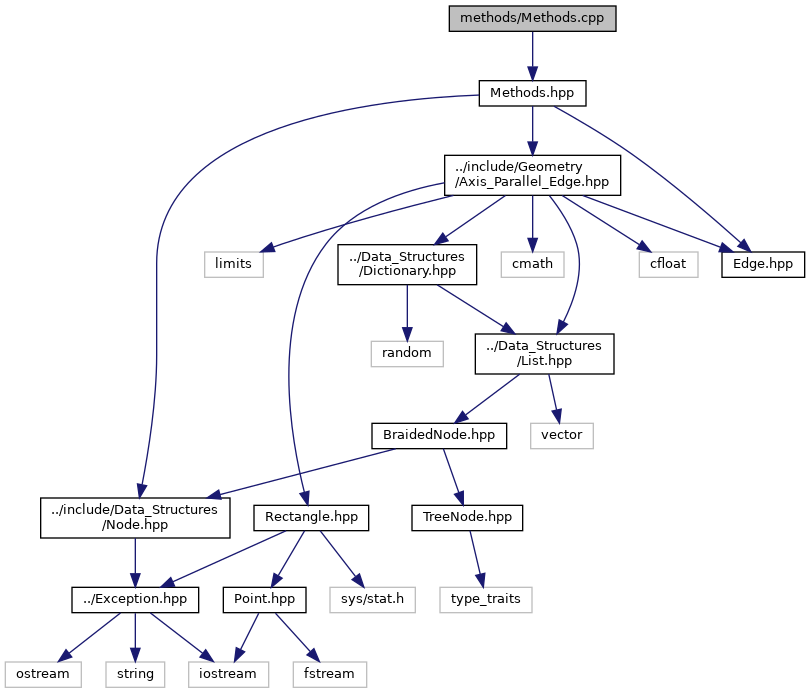 methods/Methods.cpp
Methods.hpp
../include/Geometry
/Axis_Parallel_Edge.hpp
limits
../Data_Structures
/Dictionary.hpp
cmath
cfloat
Edge.hpp
random
../Data_Structures
/List.hpp
BraidedNode.hpp
vector
../include/Data_Structures
/Node.hpp
Rectangle.hpp
TreeNode.hpp
../Exception.hpp
Point.hpp
sys/stat.h
type_traits
ostream
string
iostream
fstream